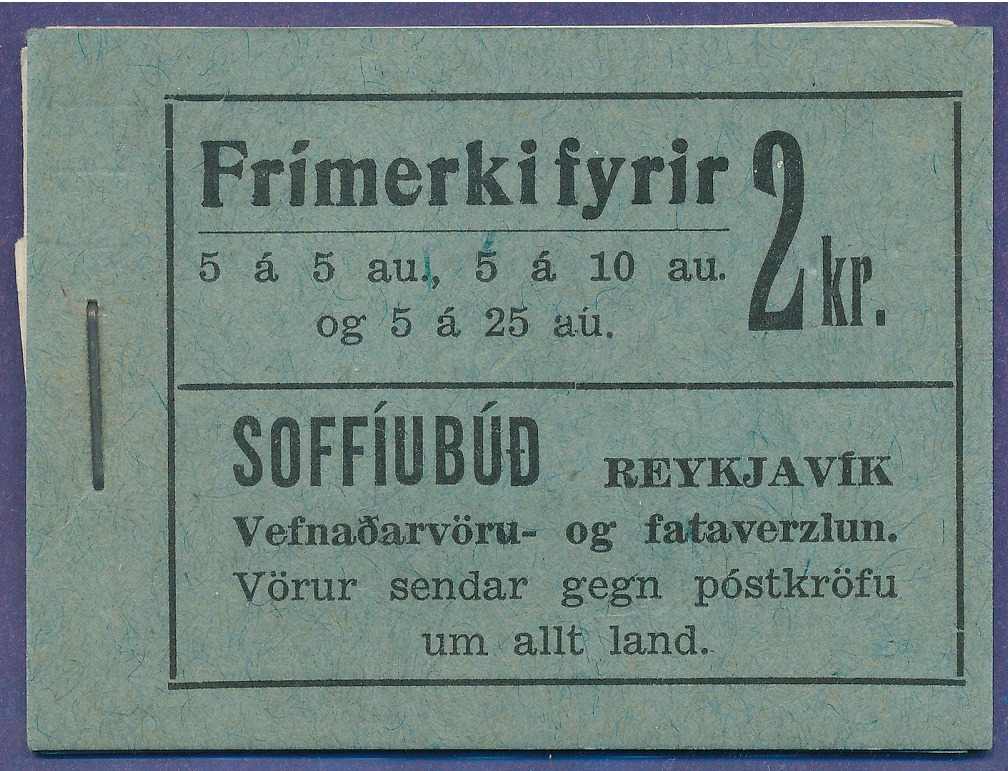 Frímerki fyrir 2 kr.
5 á 5 au., 5 á 10 au.
og 5 á 25 au.
SOFFÍUBÚÐ REYKJAVÍK
Vefnaðarvöru- og fataverzlun.
Vörur sendar gegn póstkröfu
um allt land.